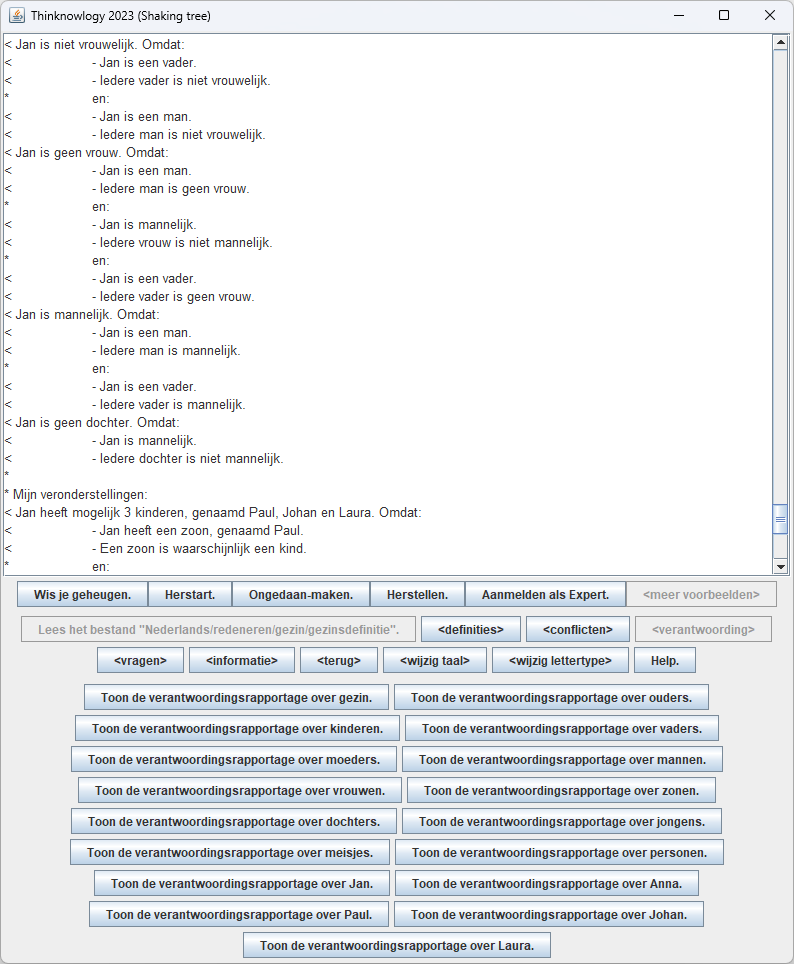 Thinknowlogy 2023 (Shaking tree)
< Jan is niet vrouwelijk. Omdat:
< - Jan is een vader.
< - Iedere vader is niet vrouwelijk.
* en:
< - Jan is een man.
< - Iedere man is niet vrouwelijk.
< Jan is geen vrouw. Omdat:
< - Jan is een man.
< - Iedere man is geen vrouw.
* en:
< - Jan is mannelijk.
< - Iedere vrouw is niet mannelijk.
* en:
< - Jan is een vader.
< - Iedere vader is geen vrouw.
< Jan is mannelijk. Omdat:
< - Jan is een man.
< - Iedere man is mannelijk.
* en:
< - Jan is een vader.
< - Iedere vader is mannelijk.
< Jan is geen dochter. Omdat:
< - Jan is mannelijk.
< - Iedere dochter is niet mannelijk.
*
* Mijn veronderstellingen:
< Jan heeft mogelijk 3 kinderen, genaamd Paul, Johan en Laura. Omdat:
< - Jan heeft een zoon, genaamd Paul.
< - Een zoon is waarschijnlijk een kind.
* en:
Wis je geheugen. Herstart. Ongedaan-maken. Herstellen. Aanmelden als Expert. <meer voorbeelden>
Lees het bestand "Nederlands/redeneren/gezin/gezinsdefinitie". <definities> <conflicten> <verantwoording>
<vragen> <informatie> <terug> <wijzig taal> <wijzig lettertype> Help.
Toon de verantwoordingsrapportage over gezin. Toon de verantwoordingsrapportage over ouders.
Toon de verantwoordingsrapportage over kinderen. Toon de verantwoordingsrapportage over vaders.
Toon de verantwoordingsrapportage over moeders. Toon de verantwoordingsrapportage over mannen.
Toon de verantwoordingsrapportage over vrouwen. Toon de verantwoordingsrapportage over zonen.
Toon de verantwoordingsrapportage over dochters. Toon de verantwoordingsrapportage over jongens.
Toon de verantwoordingsrapportage over meisjes. Toon de verantwoordingsrapportage over personen.
Toon de verantwoordingsrapportage over Jan. Toon de verantwoordingsrapportage over Anna.
Toon de verantwoordingsrapportage over Paul. Toon de verantwoordingsrapportage over Johan.
Toon de verantwoordingsrapportage over Laura.